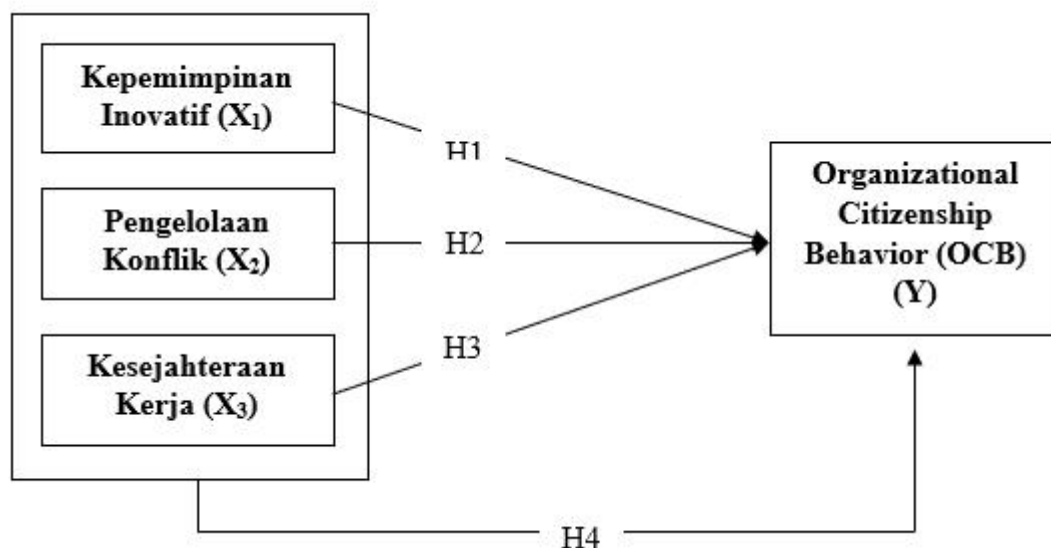 Kepemimpinan
Inovatif (X₁)
H1
Pengelolaan
Konflik (X₂)
H2
Kesejahteraan
Kerja (X₃)
H3
Organizational
Citizenship
Behavior (OCB)
(Y)
H4